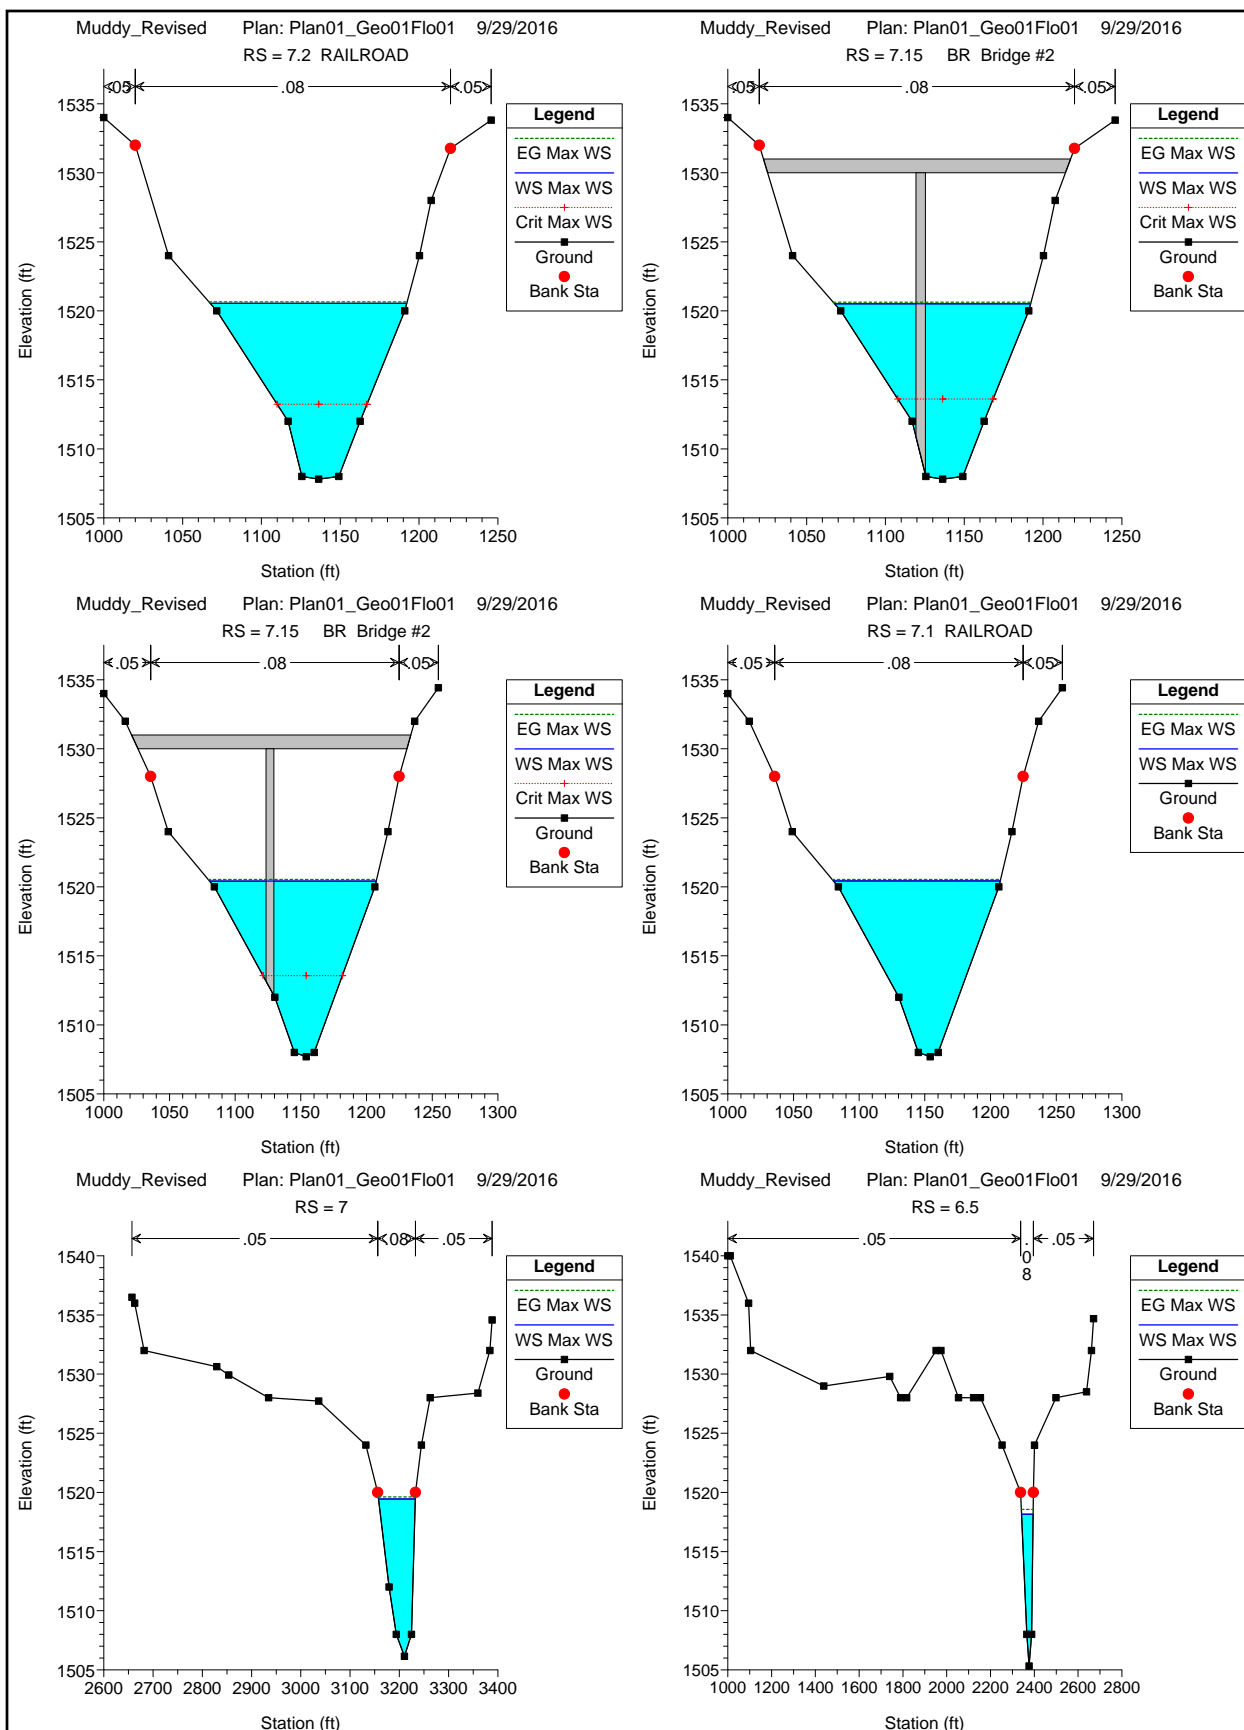 Muddy_Revised Plan: Plan01_Geo01Flo01 9/29/2016
RS = 7.2 RAILROAD
.05 .08 .05
1535
1530
1525
1520
1515
1510
1505
1000 1050 1100 1150 1200 1250
Station (ft)
Elevation (ft)
Legend
EG Max WS
WS Max WS
Crit Max WS
Ground
Bank Sta
Muddy_Revised Plan: Plan01_Geo01Flo01 9/29/2016
RS = 7.15 BR Bridge #2
.05 .08 .05
1535
1530
1525
1520
1515
1510
1505
1000 1050 1100 1150 1200 1250
Station (ft)
Elevation (ft)
Legend
EG Max WS
WS Max WS
Crit Max WS
Ground
Bank Sta
Muddy_Revised Plan: Plan01_Geo01Flo01 9/29/2016
RS = 7.15 BR Bridge #2
.05 .08 .05
1535
1530
1525
1520
1515
1510
1505
1000 1050 1100 1150 1200 1250 1300
Station (ft)
Elevation (ft)
Legend
EG Max WS
WS Max WS
Crit Max WS
Ground
Bank Sta
Muddy_Revised Plan: Plan01_Geo01Flo01 9/29/2016
RS = 7.1 RAILROAD
.05 .08 .05
1535
1530
1525
1520
1515
1510
1505
1000 1050 1100 1150 1200 1250 1300
Station (ft)
Elevation (ft)
Legend
EG Max WS
WS Max WS
Ground
Bank Sta
Muddy_Revised Plan: Plan01_Geo01Flo01 9/29/2016
RS = 7
.05 .08 .05
1540
1535
1530
1525
1520
1515
1510
1505
2600 2700 2800 2900 3000 3100 3200 3300 3400
Station (ft)
Elevation (ft)
Legend
EG Max WS
WS Max WS
Ground
Bank Sta
Muddy_Revised Plan: Plan01_Geo01Flo01 9/29/2016
RS = 6.5
.05 .08 .05
1540
1535
1530
1525
1520
1515
1510
1505
1000 1200 1400 1600 1800 2000 2200 2400 2600 2800
Station (ft)
Elevation (ft)
Legend
EG Max WS
WS Max WS
Ground
Bank Sta